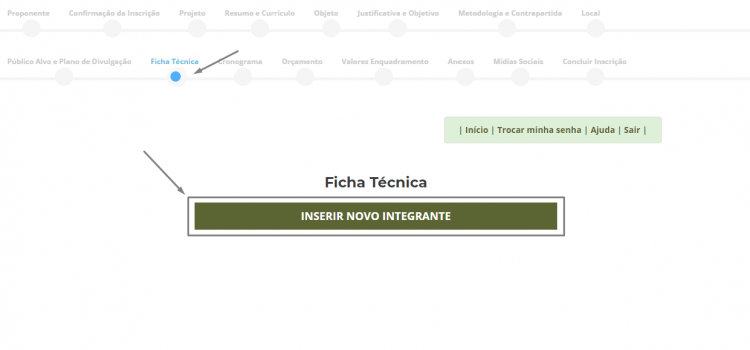 Proponente Confirmação da Inscrição Projeto Resumo e Currículo Objeto Justificativa e Objetivo Metodologia e Contrapartida Local
Público Alvo e Plano de Divulgação Ficha Técnica Cronograma Orçamento Valores Enquadramento Anexos Mídias Sociais Concluir Inscrição
| Início | Trocar minha senha | Ajuda | Sair |
Ficha Técnica
INSERIR NOVO INTEGRANTE